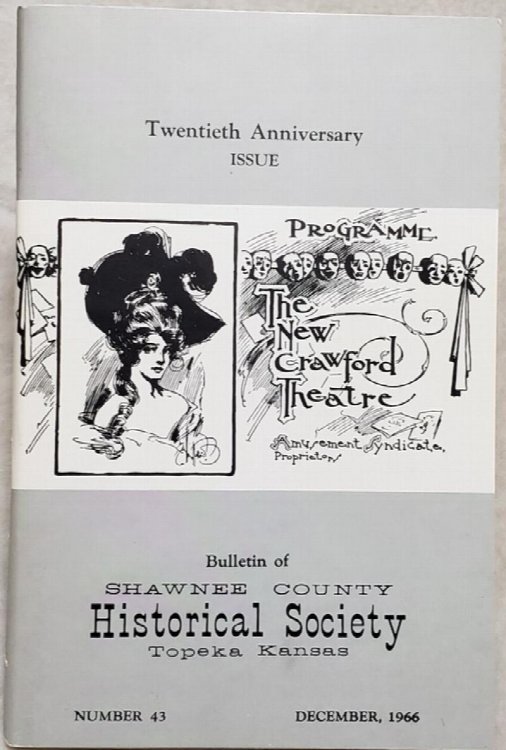 Twentieth Anniversary
ISSUE
PROGRAMME
The
New
Crawford
Theatre
Amusement Syndicate,
Proprietors
Bulletin of
SHAWNEE COUNTY
Historical Society
Topeka Kansas
NUMBER 43 DECEMBER, 1966